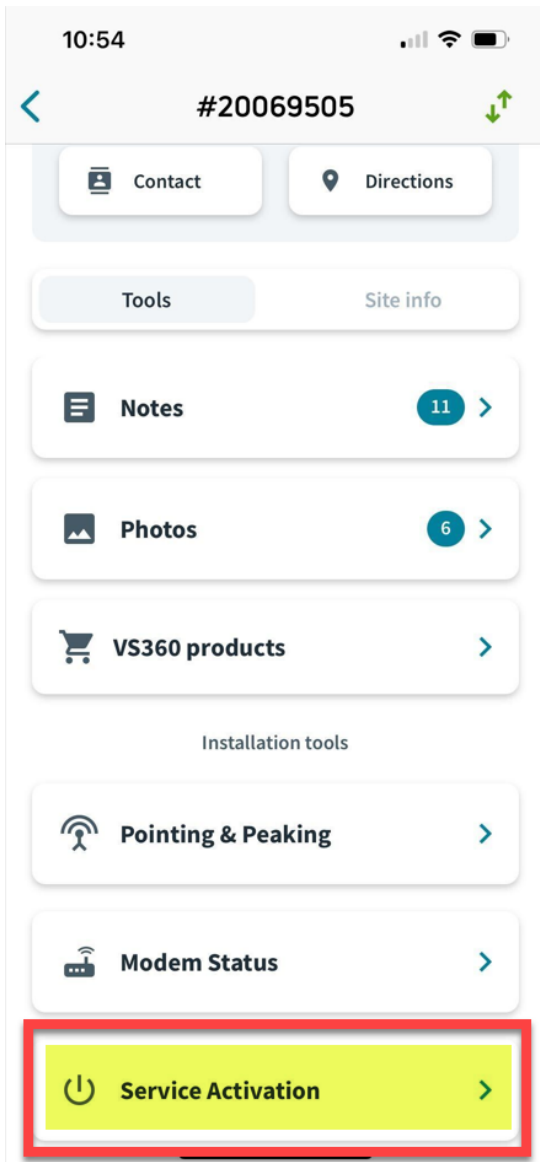 10:54
#20069505
Contact
Directions
Tools
Site info
Notes
11
Photos
6
VS360 products
Installation tools
Pointing & Peaking
Modem Status
Service Activation